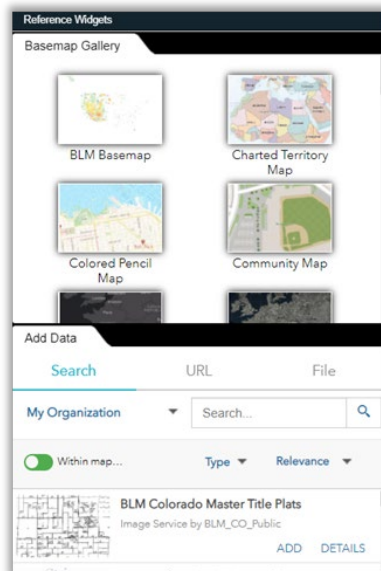 Reference Widgets
Basemap Gallery
BLM Basemap
Charted Territory
Map
Colored Pencil
Map
Community Map
Add Data
Search
URL
File
My Organization
Search...
Within map...
Type
Relevance
BLM Colorado Master Title Plats
Image Service by BLM_CO_Public
ADD
DETAILS